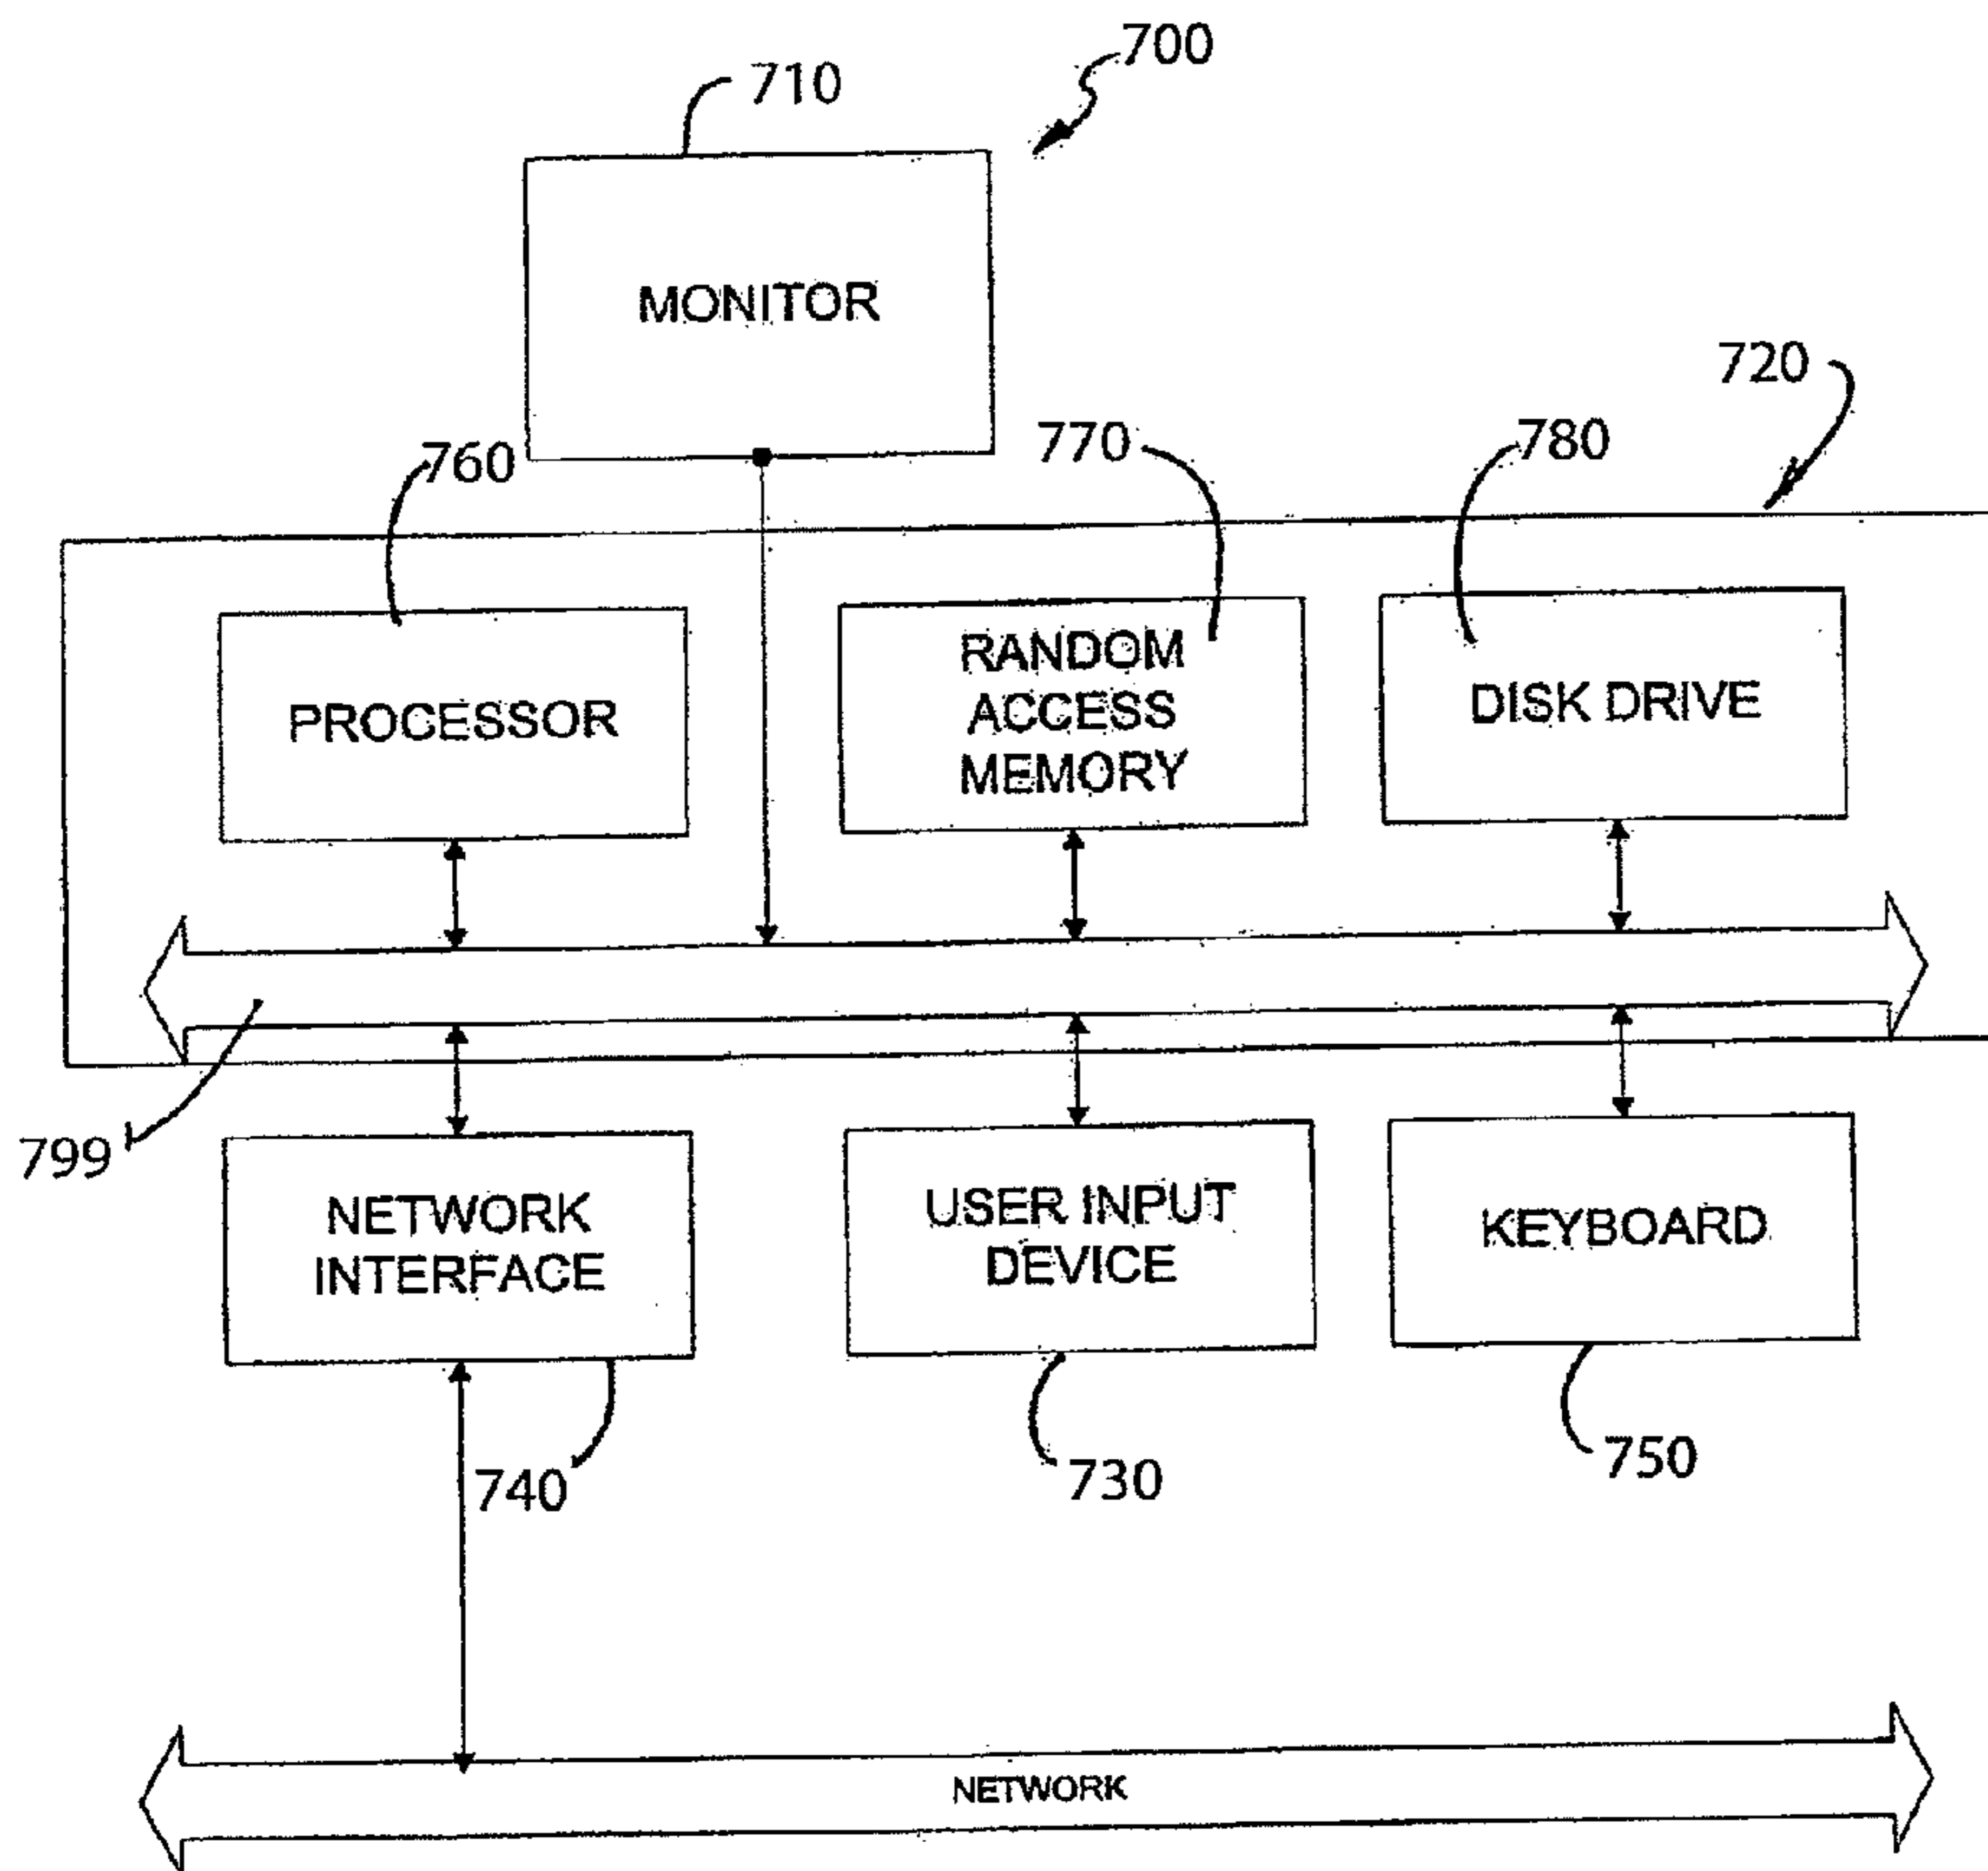 700
710
MONITOR
720
760
770
780
PROCESSOR
RANDOM
ACCESS
MEMORY
DISK DRIVE
799
NETWORK
INTERFACE
USER INPUT
DEVICE
KEYBOARD
740
730
750
NETWORK